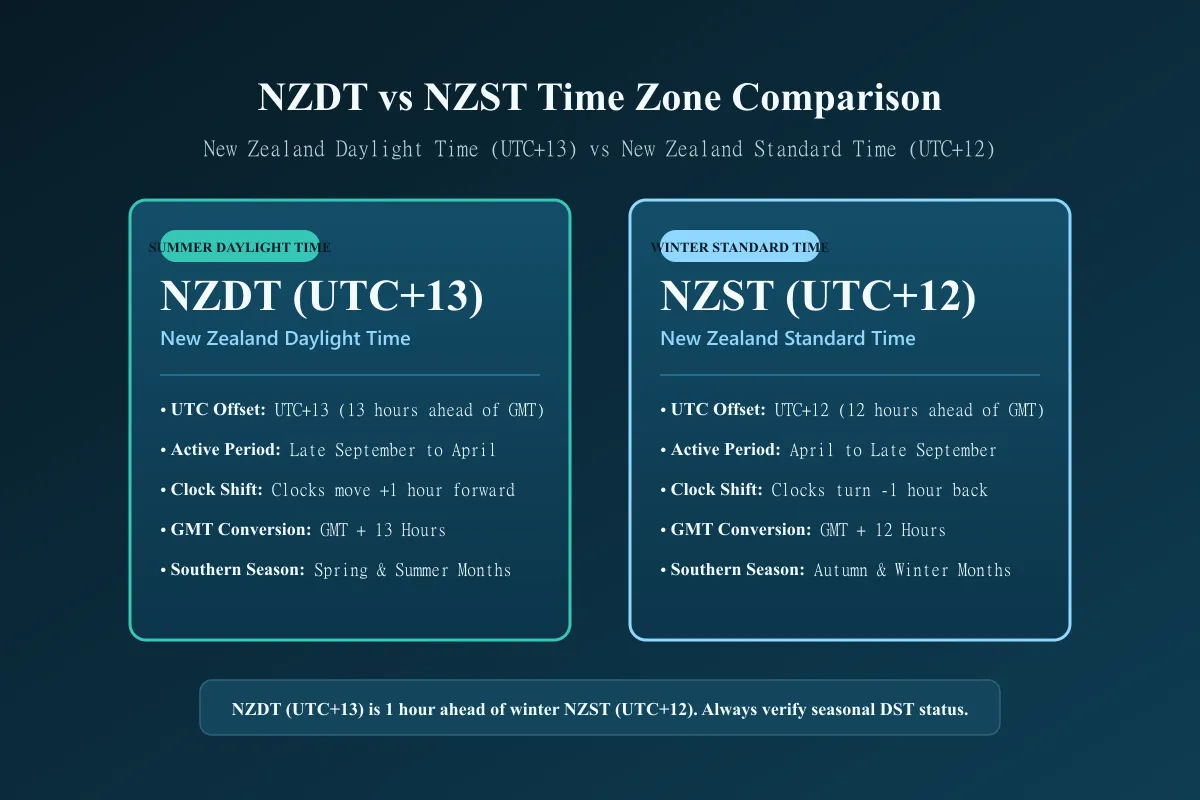 NZDT vs NZST Time Zone Comparison
New Zealand Daylight Time (UTC+13) vs New Zealand Standard Time (UTC+12)
SUMMER DAYLIGHT TIME
NZDT (UTC+13)
New Zealand Daylight Time
• UTC Offset: UTC+13 (13 hours ahead of GMT)
• Active Period: Late September to April
• Clock Shift: Clocks move +1 hour forward
• GMT Conversion: GMT + 13 Hours
• Southern Season: Spring & Summer Months
WINTER STANDARD TIME
NZST (UTC+12)
New Zealand Standard Time
• UTC Offset: UTC+12 (12 hours ahead of GMT)
• Active Period: April to Late September
• Clock Shift: Clocks turn -1 hour back
• GMT Conversion: GMT + 12 Hours
• Southern Season: Autumn & Winter Months
NZDT (UTC+13) is 1 hour ahead of winter NZST (UTC+12). Always verify seasonal DST status.